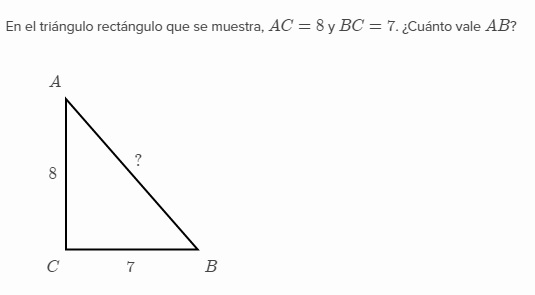 En el triángulo rectángulo que se muestra, AC = 8 y BC = 7. ¿Cuánto vale AB?
A
?
8
C
7
B